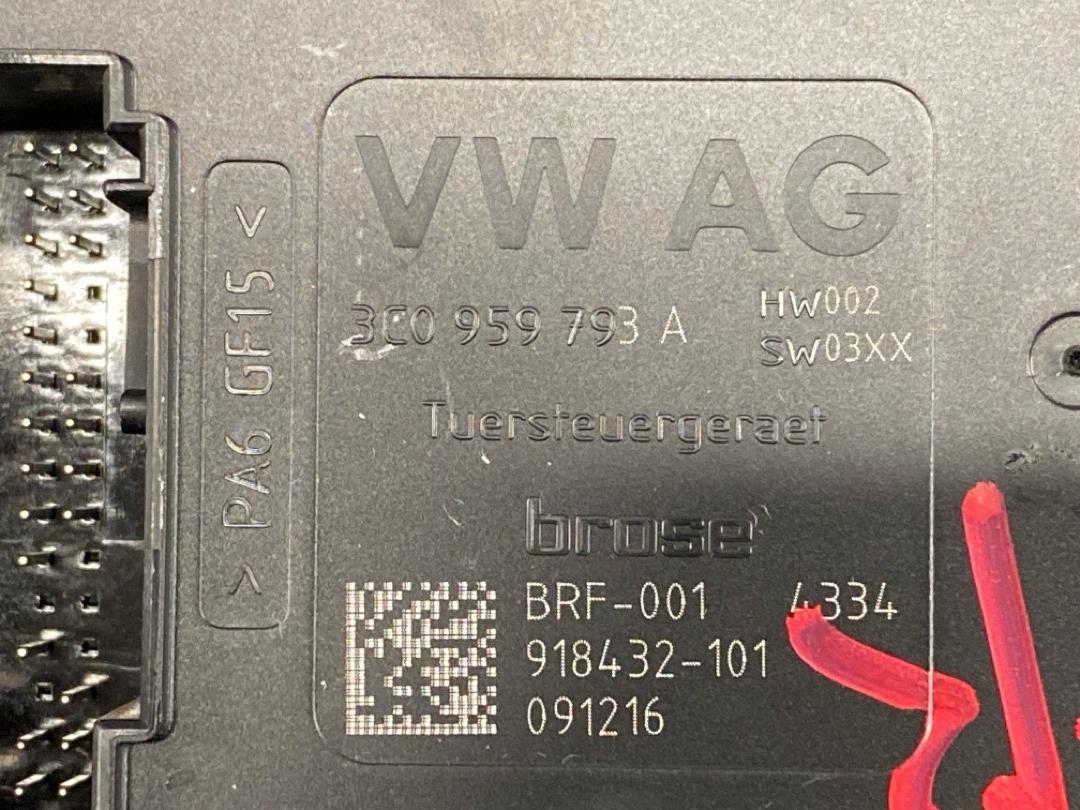 VW AG
3C0 959 793 A
HW002
SW03XX
Tuersteuergeraet
brose
BRF-001 4334
918432-101
091216
> PA6 GF15 <